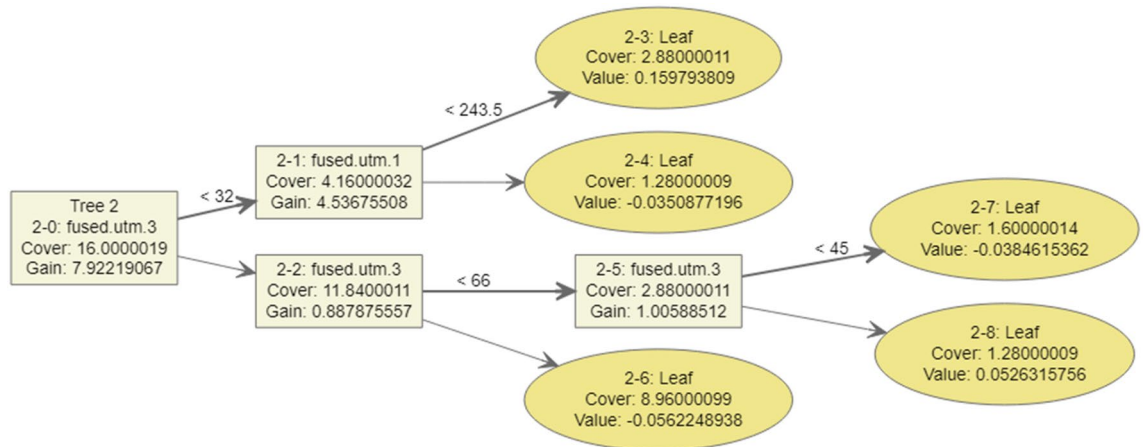 Tree 2
2-0: fused.utm.3
Cover: 16.0000019
Gain: 7.92219067
< 32
2-1: fused.utm.1
Cover: 4.16000032
Gain: 4.53675508
< 243.5
2-3: Leaf
Cover: 2.88000011
Value: 0.159793809
2-4: Leaf
Cover: 1.28000009
Value: -0.0350877196
2-2: fused.utm.3
Cover: 11.8400011
Gain: 0.887875557
< 66
2-5: fused.utm.3
Cover: 2.88000011
Gain: 1.00588512
< 45
2-7: Leaf
Cover: 1.60000014
Value: -0.0384615362
2-8: Leaf
Cover: 1.28000009
Value: 0.0526315756
2-6: Leaf
Cover: 8.96000099
Value: -0.0562248938